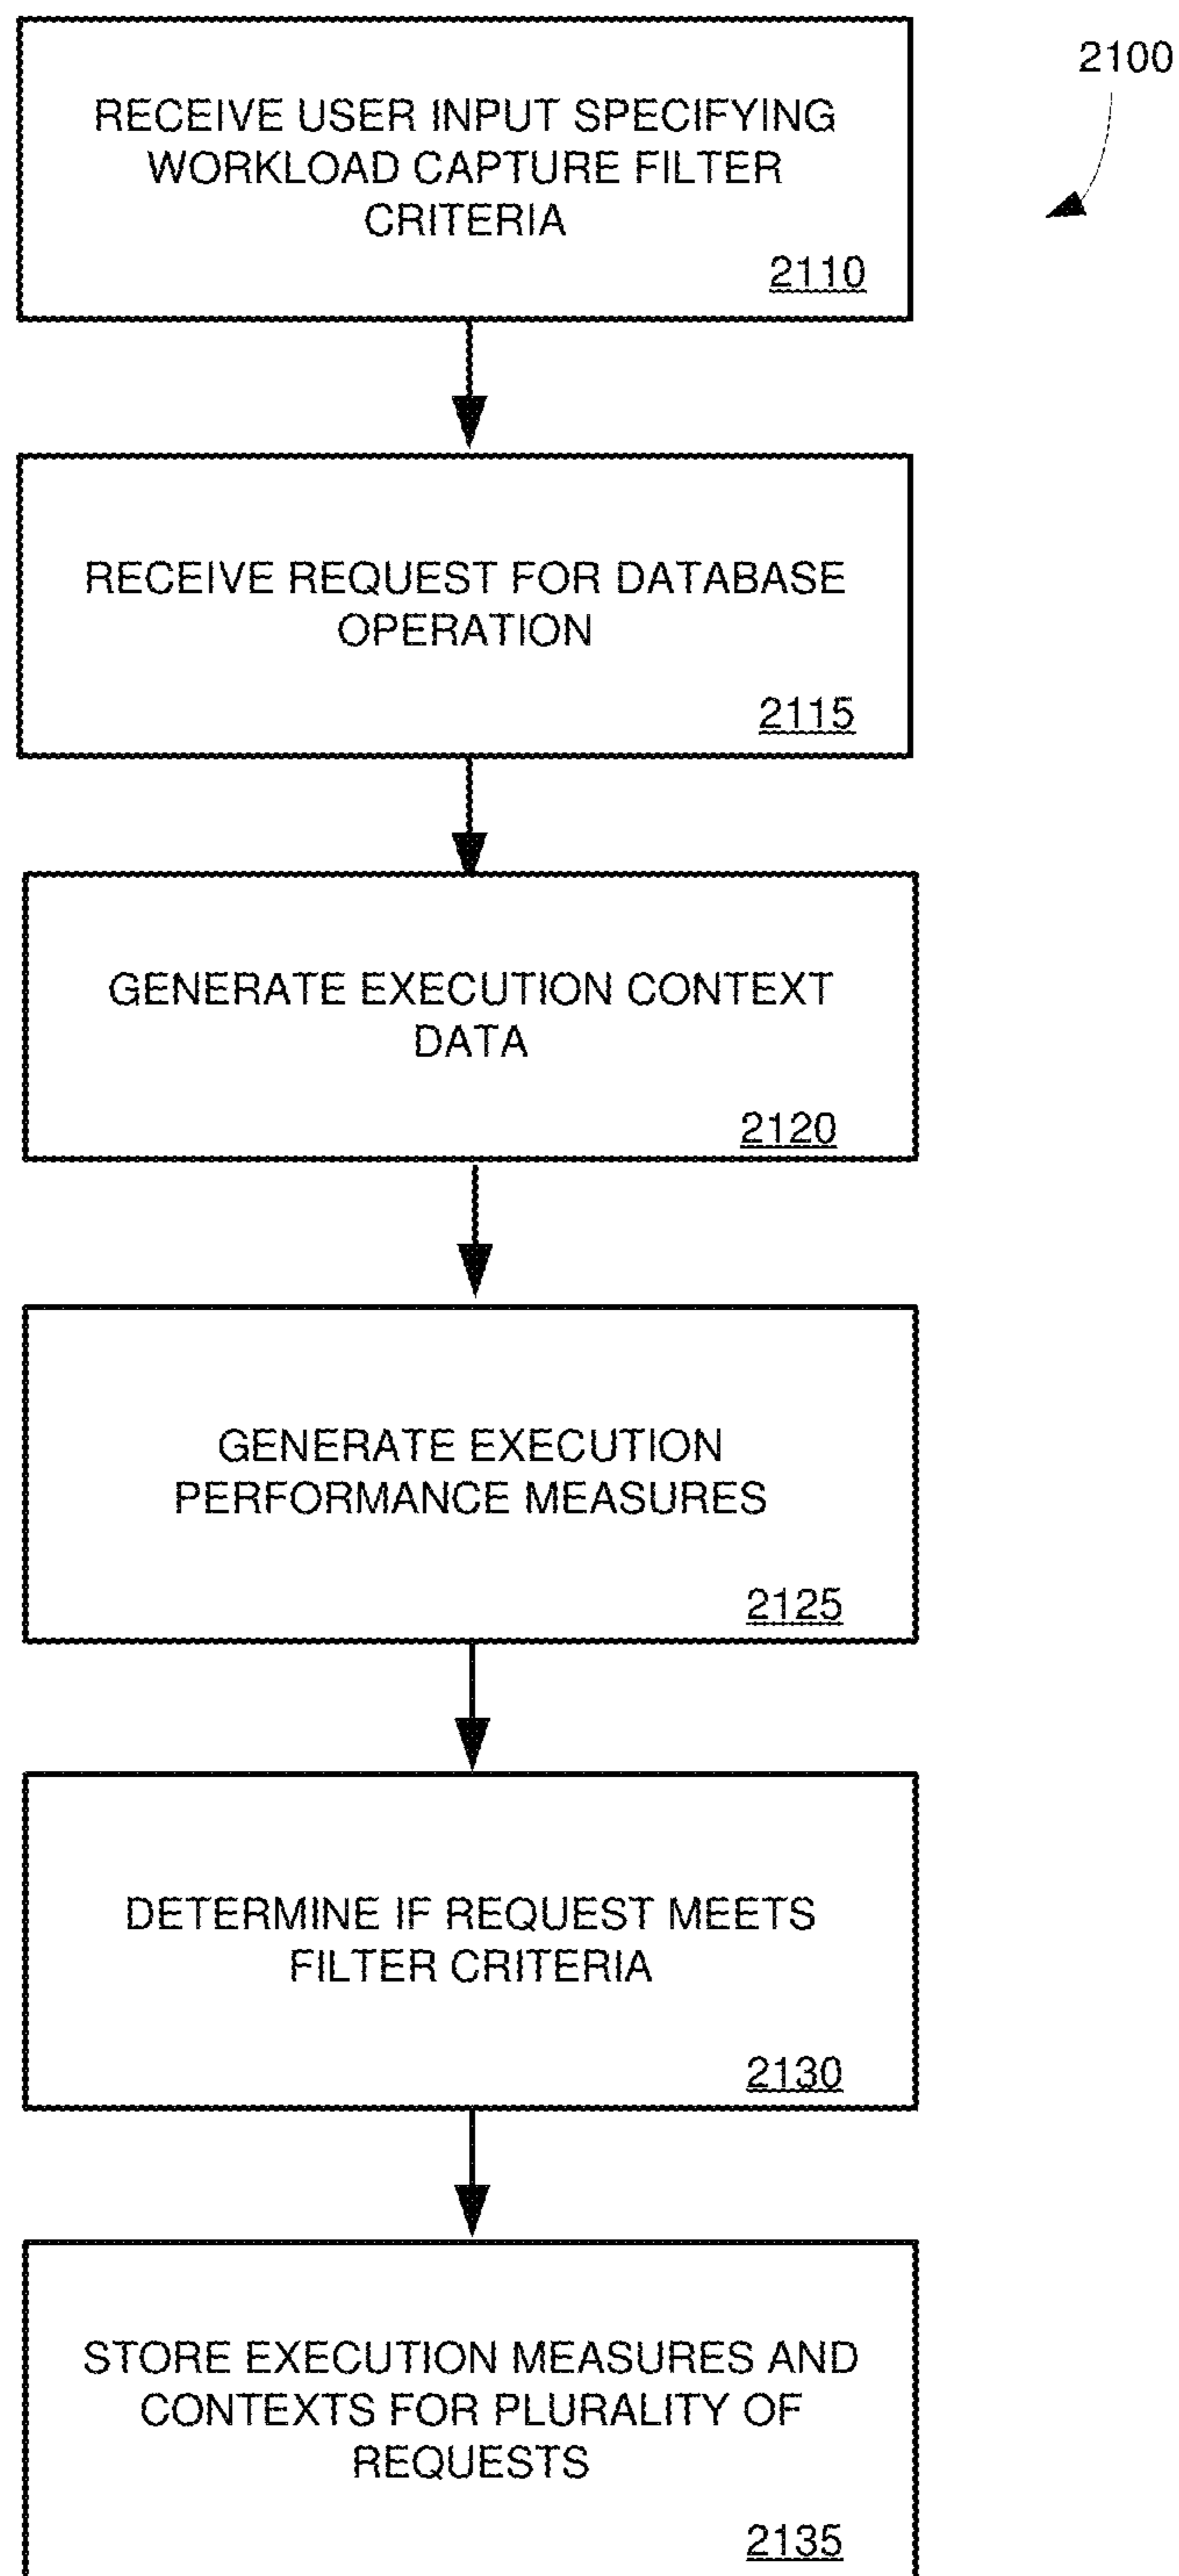 2100
RECEIVE USER INPUT SPECIFYING
WORKLOAD CAPTURE FILTER
CRITERIA
2110
RECEIVE REQUEST FOR DATABASE
OPERATION
2115
GENERATE EXECUTION CONTEXT
DATA
2120
GENERATE EXECUTION
PERFORMANCE MEASURES
2125
DETERMINE IF REQUEST MEETS
FILTER CRITERIA
2130
STORE EXECUTION MEASURES AND
CONTEXTS FOR PLURALITY OF
REQUESTS
2135